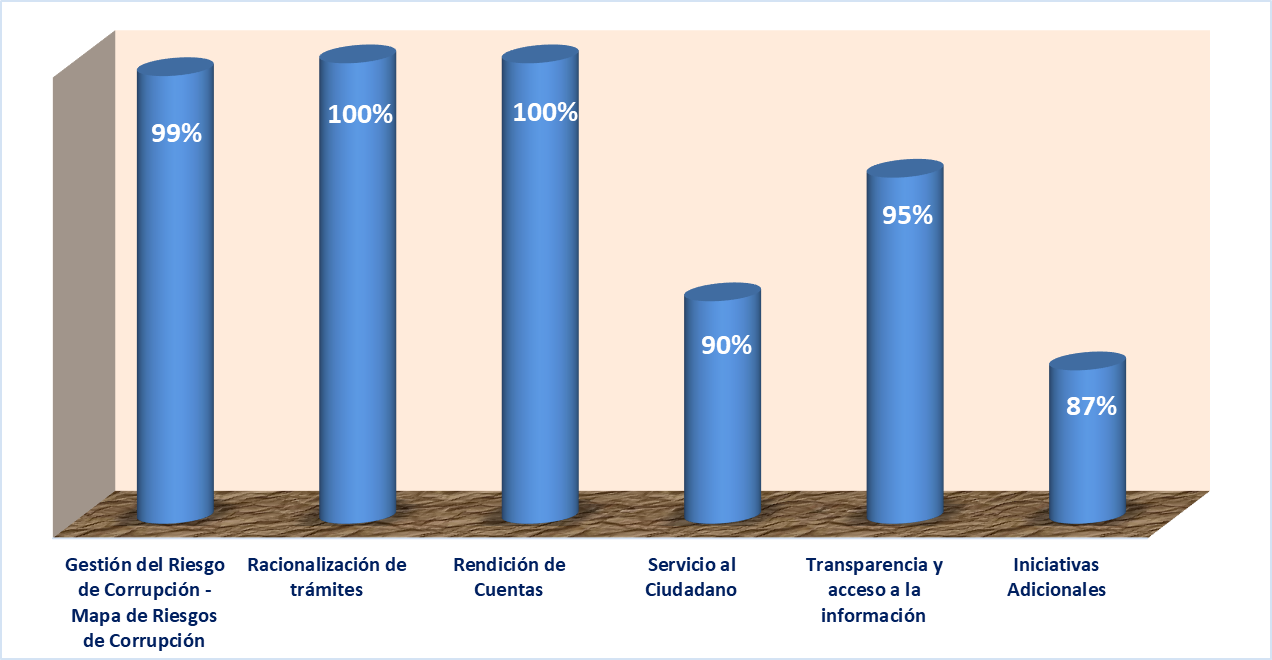 99%
100%
100%
90%
95%
87%
Gestión del Riesgo
de Corrupción -
Mapa de Riesgos
de Corrupción
Racionalización de
trámites
Rendición de
Cuentas
Servicio al
Ciudadano
Transparencia y
acceso a la
información
Iniciativas
Adicionales